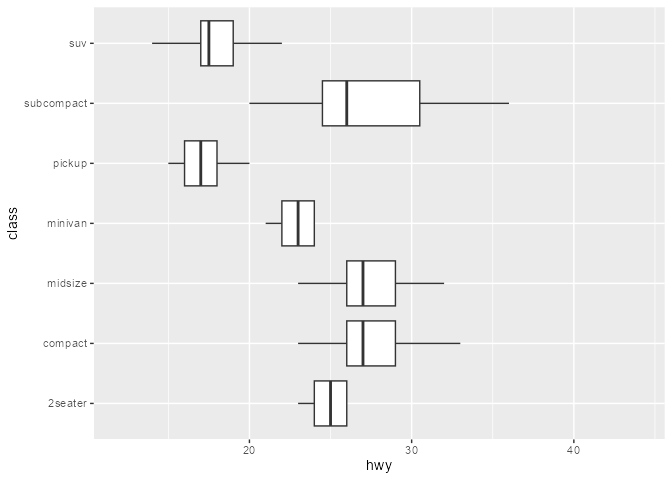 suv
subcompact
pickup
minivan
midsize
compact
2seater
class
20 30 40
hwy